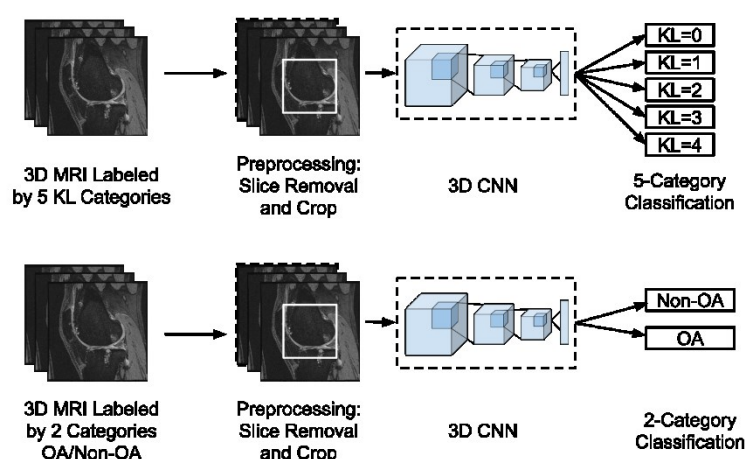 KL=0
KL=1
KL=2
KL=3
KL=4
3D MRI Labeled
by 5 KL Categories
Preprocessing:
Slice Removal
and Crop
3D CNN
5-Category
Classification
Non-OA
OA
3D MRI Labeled
by 2 Categories
OA/Non-OA
Preprocessing:
Slice Removal
and Crop
3D CNN
2-Category
Classification